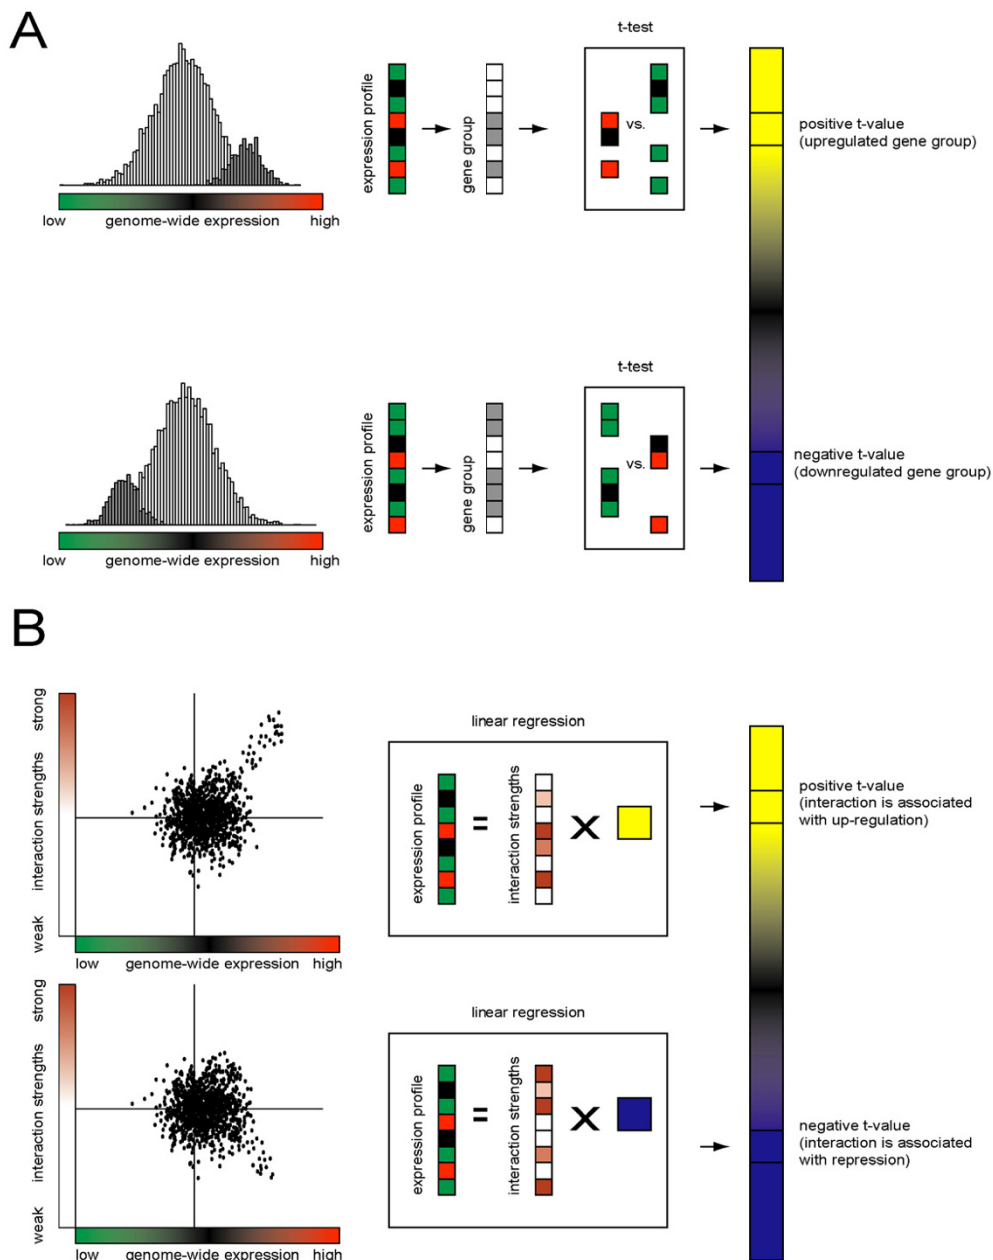 A
t-test
expression profile
gene group
vs.
positive t-value
(upregulated gene group)
low genome-wide expression high
t-test
expression profile
gene group
vs.
negative t-value
(downregulated gene group)
low genome-wide expression high
B
weak interaction strengths strong
low genome-wide expression high
linear regression
expression profile
=
interaction strengths
X
positive t-value
(interaction is associated
with up-regulation)
weak interaction strengths strong
low genome-wide expression high
linear regression
expression profile
=
interaction strengths
X
negative t-value
(interaction is associated
with repression)